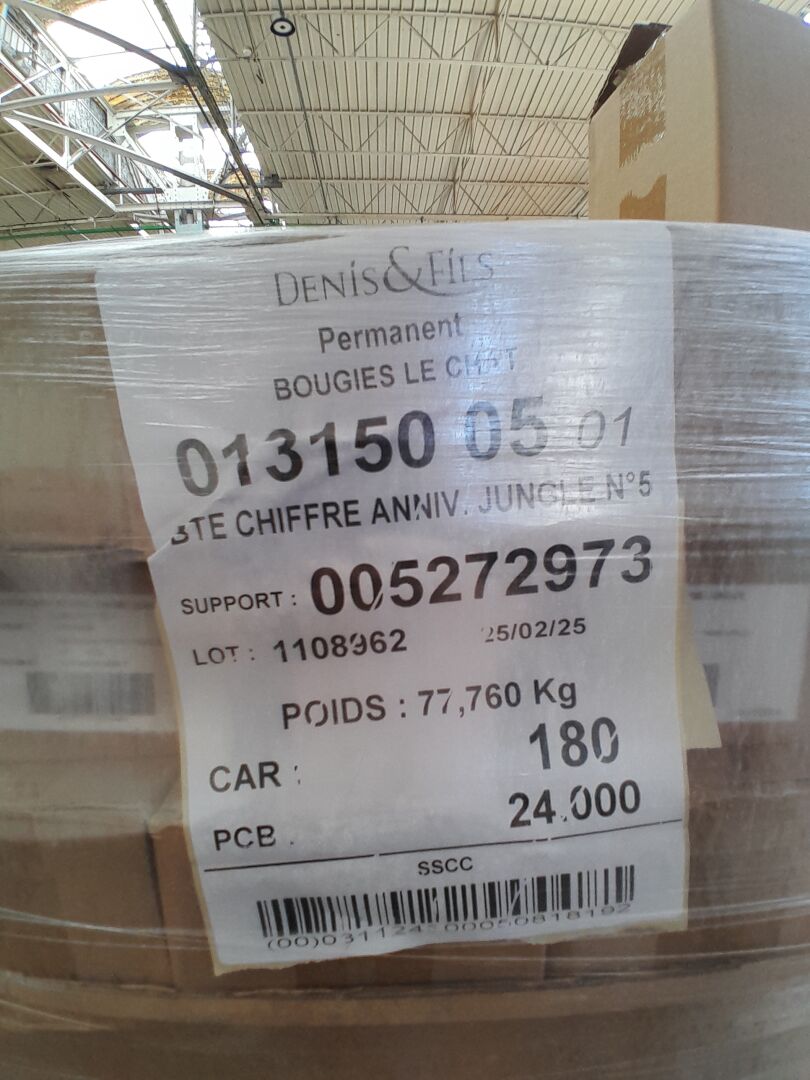 DENIS&FILS
Permanent
BOUGIES LE CHAT
013150 05 01
BTE CHIFFRE ANNIV. JUNGLE N°5
SUPPORT : 005272973
LOT : 1108962 25/02/25
POIDS : 77,760 Kg
CAR : 180
PCB : 24.000
SSCC